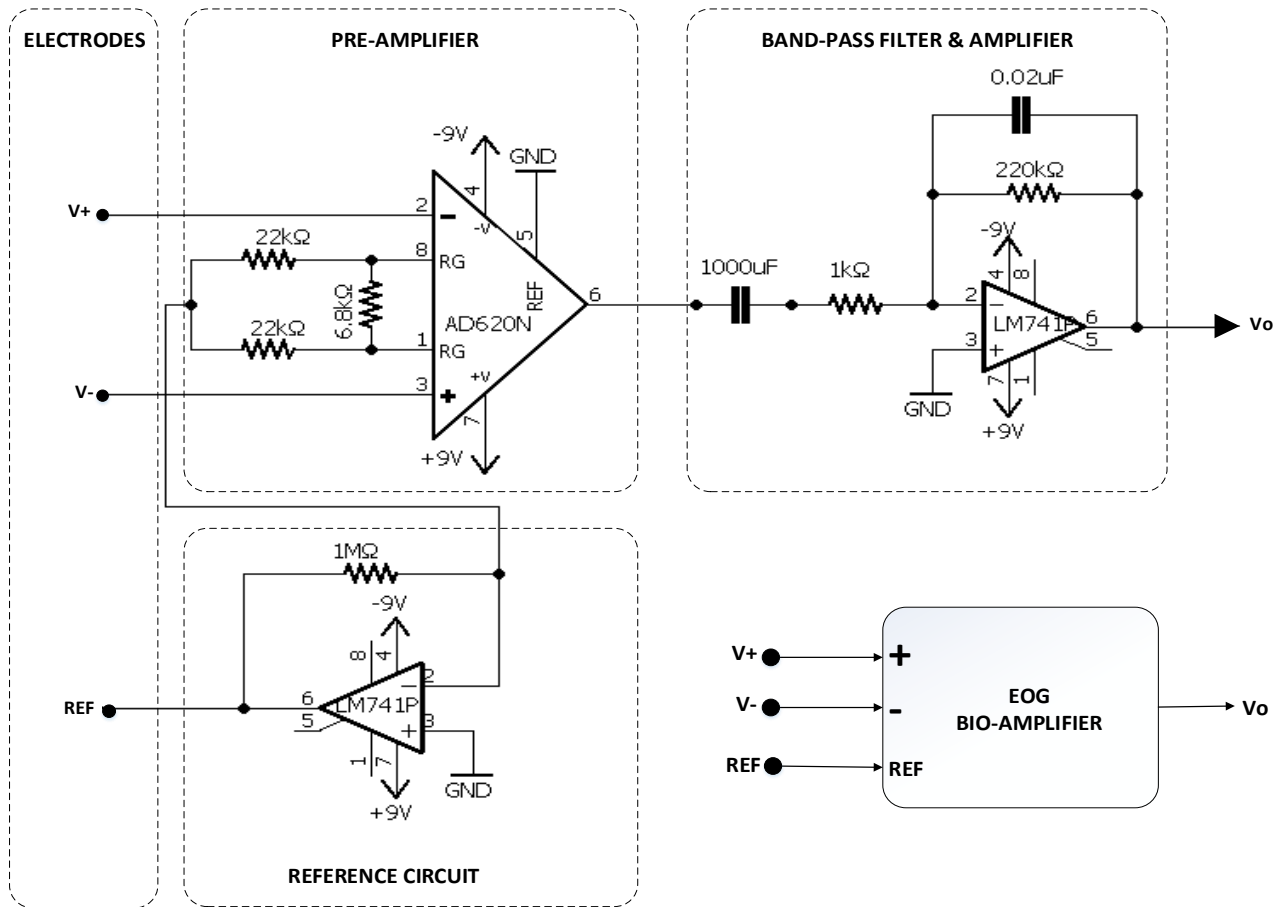 ELECTRODES
PRE-AMPLIFIER
BAND-PASS FILTER & AMPLIFIER
V+
V-
REF
-9V
GND
2
4
-V
5
22kΩ
8
RG
6.8kΩ
REF
AD620N
6
22kΩ
1
RG
+V
3
7
+9V
0.02uF
220kΩ
-9V
1000uF
1kΩ
4
8
2
LM741P
6
5
3
7
1
GND
+9V
Vo
1MΩ
-9V
8
4
2
6
LM741P
5
3
1
7
GND
+9V
REFERENCE CIRCUIT
V+
V-
REF
+
-
REF
EOG
BIO-AMPLIFIER
Vo